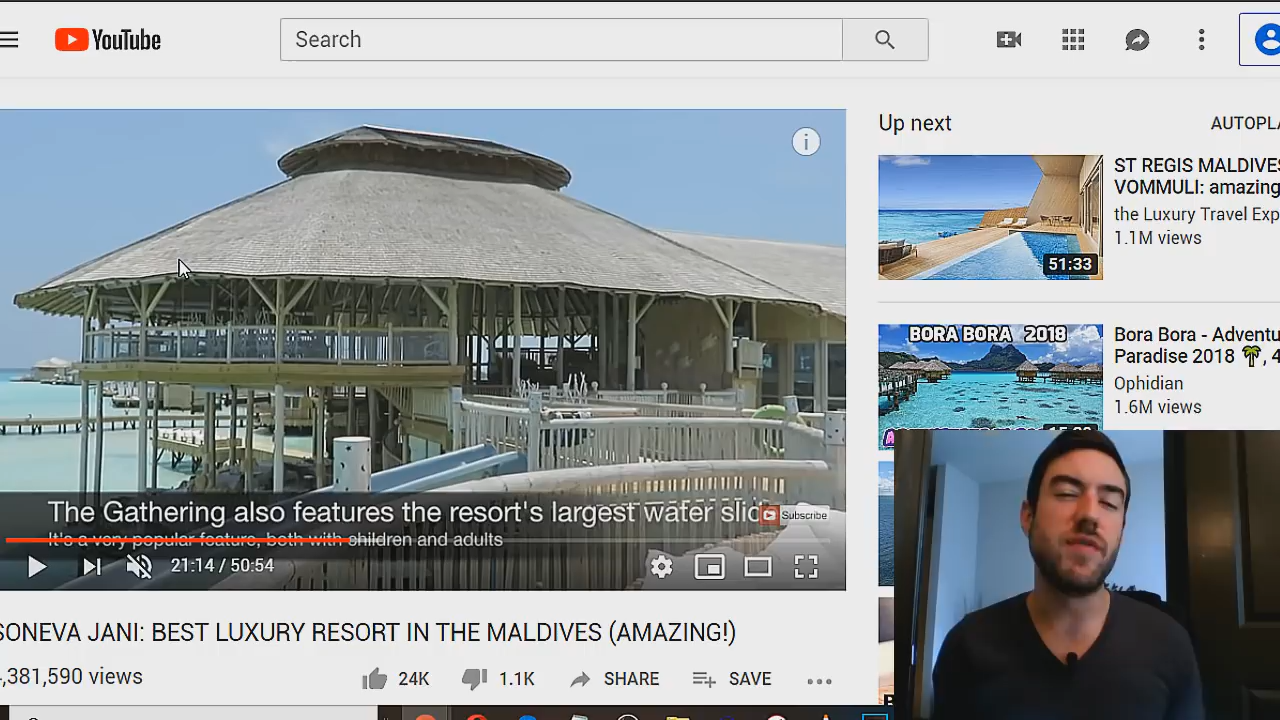 YouTube
Search
Up next
AUTOPLA
ST REGIS MALDIVES
VOMMULI: amazing
the Luxury Travel Exp
1.1M views
51:33
BORA BORA 2018
Bora Bora - Adventu
Paradise 2018 🌴, 4
Ophidian
1.6M views
The Gathering also features the resort's largest water slid
Subscribe
It's a very popular feature, both with children and adults
21:14 / 50:54
SONEVA JANI: BEST LUXURY RESORT IN THE MALDIVES (AMAZING!)
,381,590 views
24K
1.1K
SHARE
SAVE